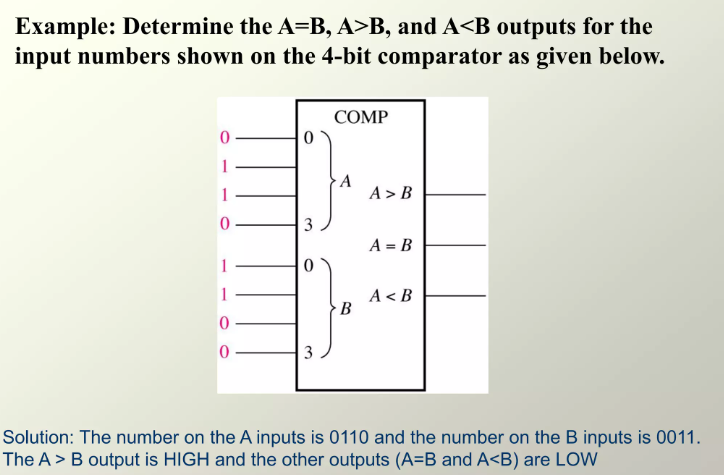 Example: Determine the A=B, A>B, and A<B outputs for the
input numbers shown on the 4-bit comparator as given below.
COMP
0 0
1
1 A
A > B
0 3
A = B
1 0
1
A < B
B
0
0 3
Solution: The number on the A inputs is 0110 and the number on the B inputs is 0011.
The A > B output is HIGH and the other outputs (A=B and A<B) are LOW